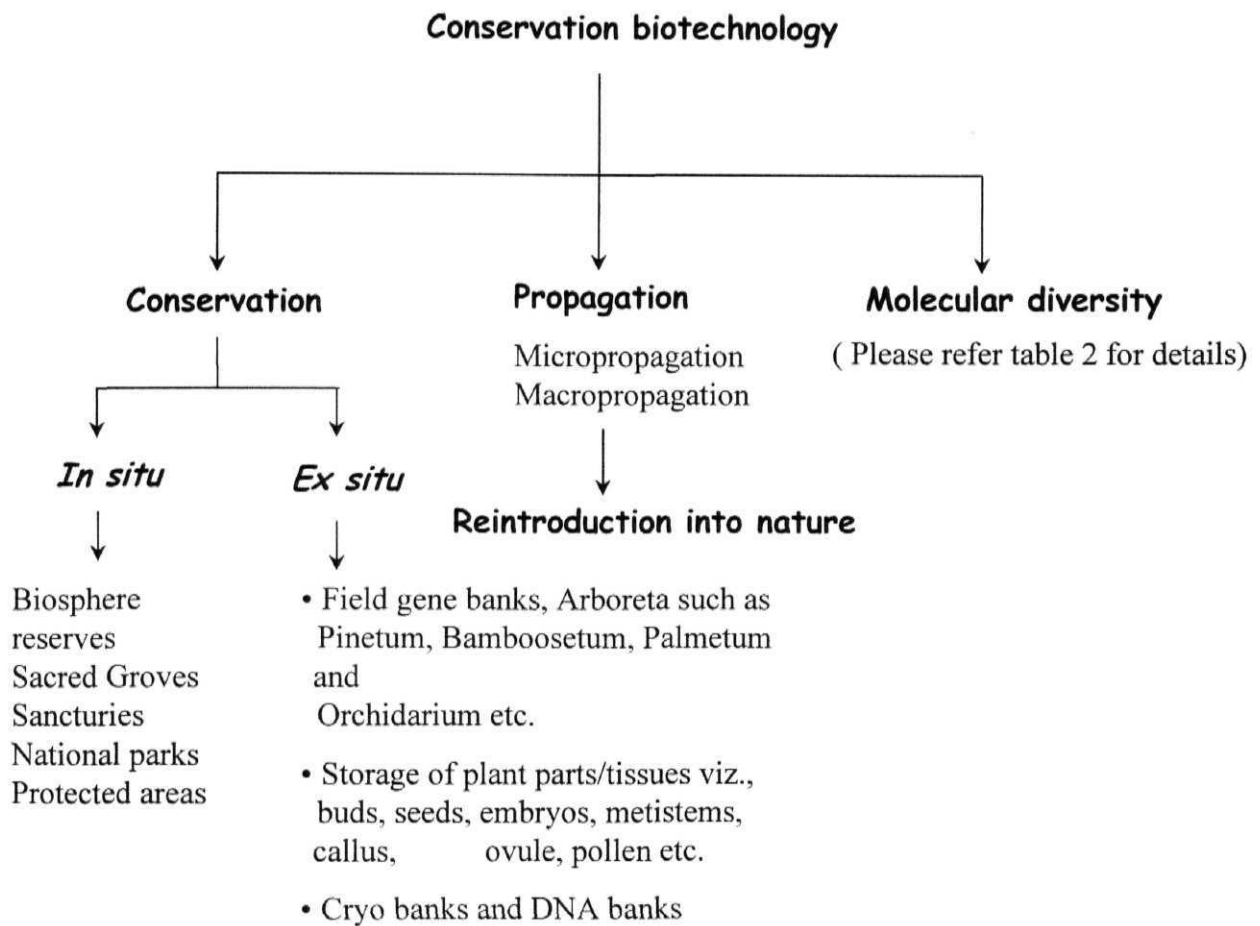 Conservation biotechnology
Conservation
Propagation
Molecular diversity
Micropropagation
Macropropagation
( Please refer table 2 for details)
In situ
Ex situ
Reintroduction into nature
Biosphere
reserves
Sacred Groves
Sancturies
National parks
Protected areas
• Field gene banks, Arboreta such as
Pinetum, Bamboosetum, Palmetum
and
Orchidarium etc.
• Storage of plant parts/tissues viz.,
buds, seeds, embryos, metistems,
callus, ovule, pollen etc.
• Cryo banks and DNA banks